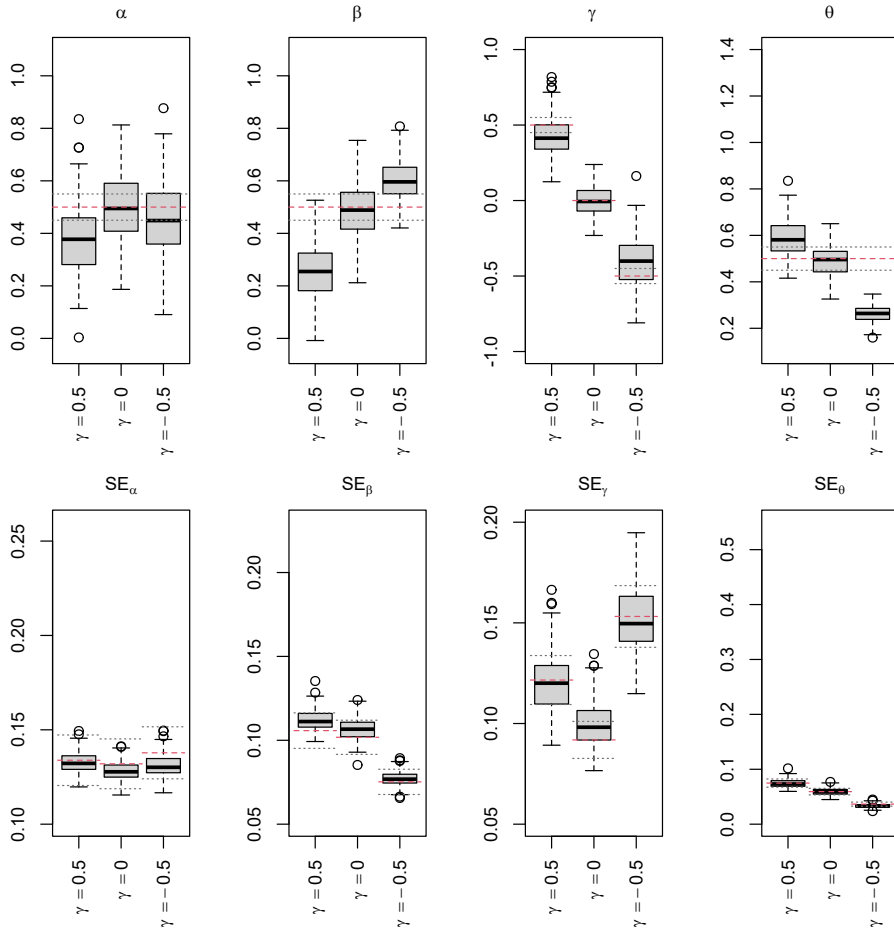 α
0.0 0.2 0.4 0.6 0.8 1.0
γ = 0.5 γ = 0 γ = − 0.5
β
0.0 0.2 0.4 0.6 0.8 1.0
γ = 0.5 γ = 0 γ = − 0.5
γ
-1.0 -0.5 0.0 0.5 1.0
γ = 0.5 γ = 0 γ = − 0.5
θ
0.2 0.4 0.6 0.8 1.0 1.2 1.4
γ = 0.5 γ = 0 γ = − 0.5
SEα
0.10 0.15 0.20 0.25
γ = 0.5 γ = 0 γ = − 0.5
SEβ
0.05 0.10 0.15 0.20
γ = 0.5 γ = 0 γ = − 0.5
SEγ
0.05 0.10 0.15 0.20
γ = 0.5 γ = 0 γ = − 0.5
SEθ
0.0 0.1 0.2 0.3 0.4 0.5
γ = 0.5 γ = 0 γ = − 0.5